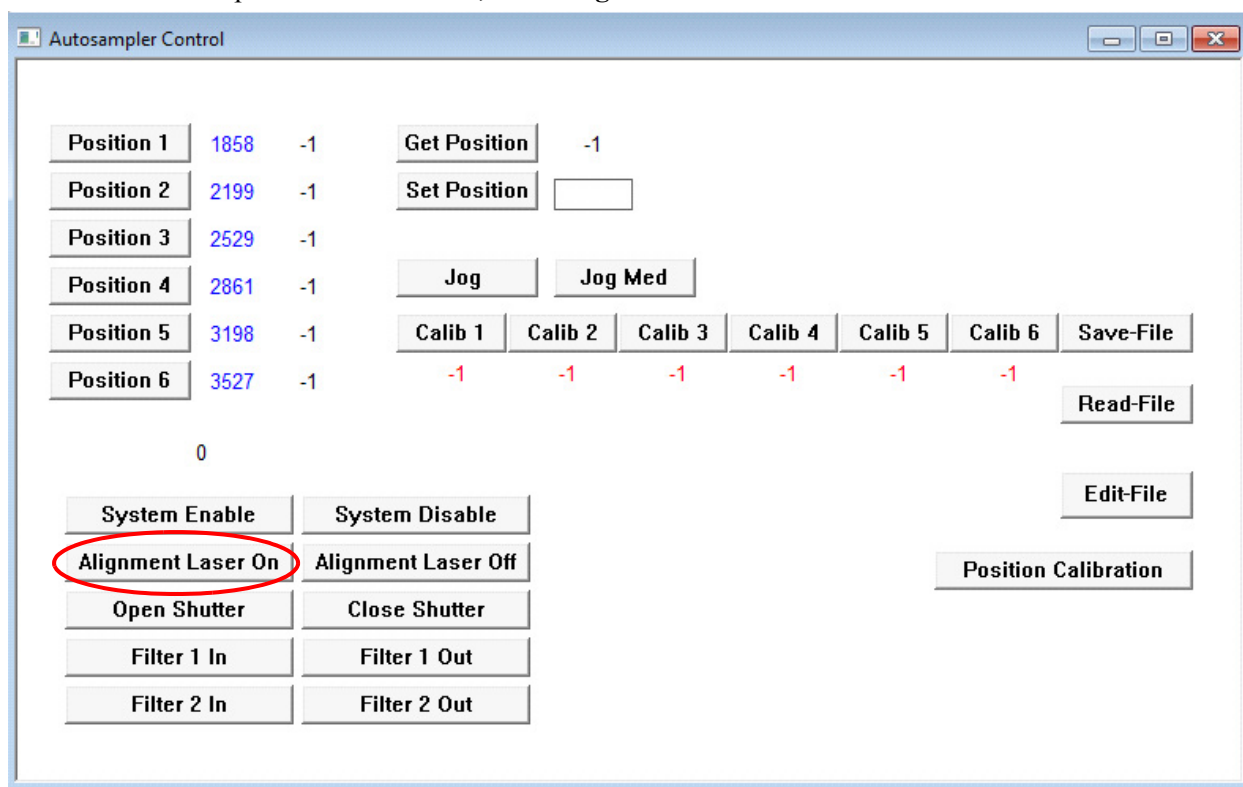 Autosampler Control
Position 1 1858 -1 Get Position -1
Position 2 2199 -1 Set Position
Position 3 2529 -1
Position 4 2861 -1 Jog Jog Med
Position 5 3198 -1 Calib 1 Calib 2 Calib 3 Calib 4 Calib 5 Calib 6 Save-File
Position 6 3527 -1 -1 -1 -1 -1 -1 -1
Read-File
0
System Enable System Disable Edit-File
Alignment Laser On Alignment Laser Off Position Calibration
Open Shutter Close Shutter
Filter 1 In Filter 1 Out
Filter 2 In Filter 2 Out